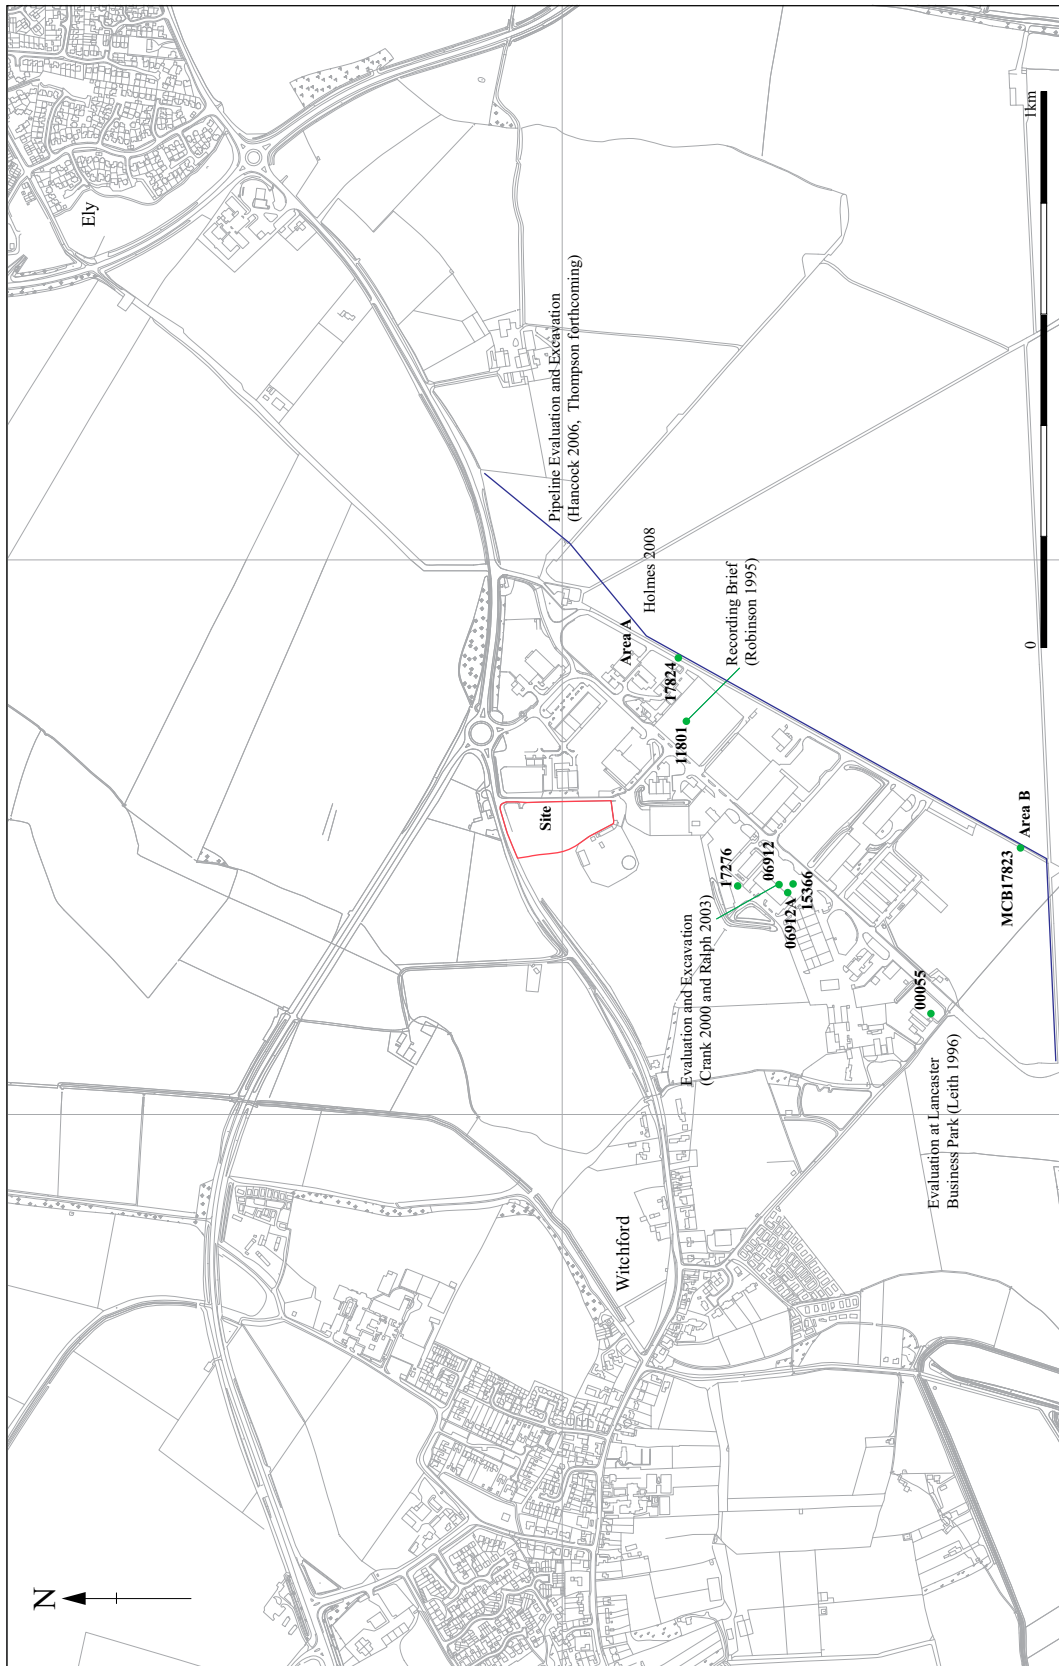 N
Ely
Witchford
Site
Pipeline Evaluation and Excavation
(Hancock 2006, Thompson forthcoming)
Holmes 2008
Area A
17824
11801
Recording Brief
(Robinson 1995)
Evaluation and Excavation
(Crank 2000 and Ralph 2003)
17276
06912
06912A
15366
00055
Evaluation at Lancaster
Business Park (Leith 1996)
MCB17823
Area B
0
1km